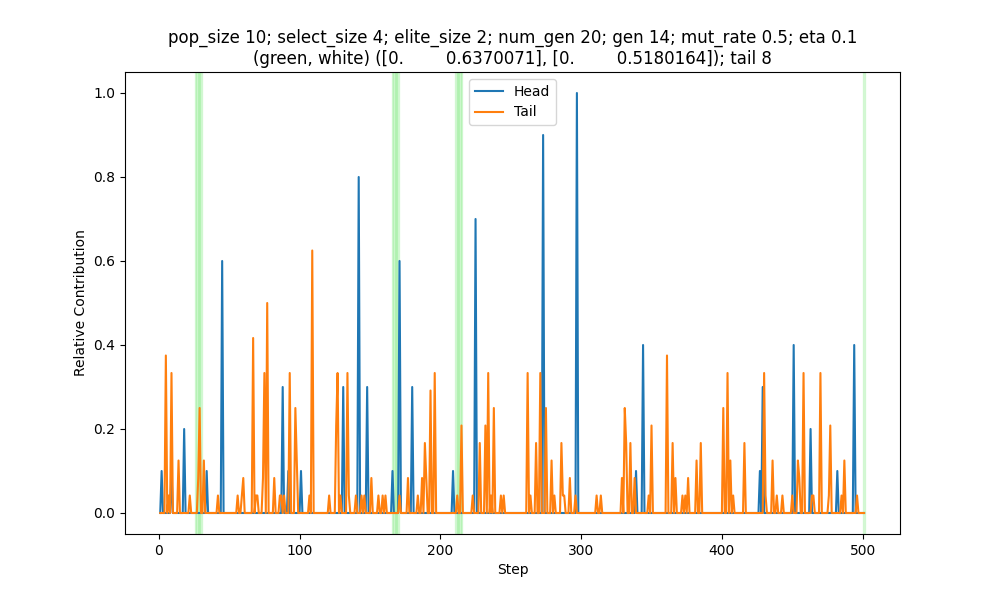 pop_size 10; select_size 4; elite_size 2; num_gen 20; gen 14; mut_rate 0.5; eta 0.1
(green, white) ([0.        0.6370071], [0.        0.5180164]); tail 8
Head
Tail
1.0
0.8
0.6
0.4
0.2
0.0
Relative Contribution
0 100 200 300 400 500
Step